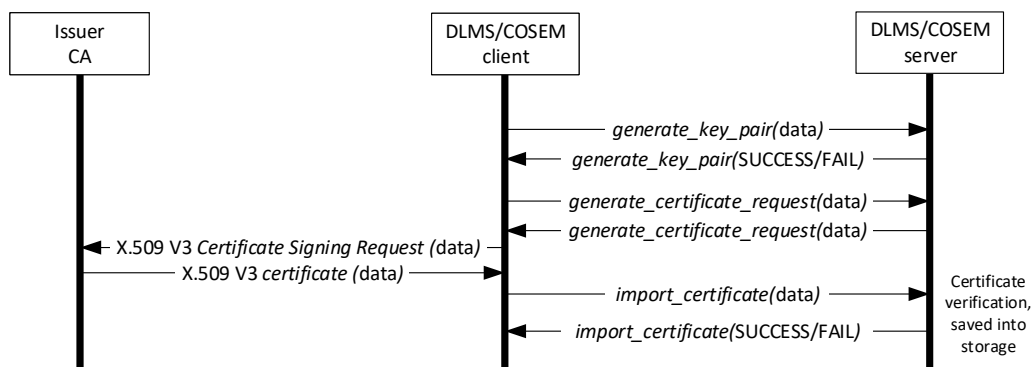 Issuer
CA
DLMS/COSEM
client
DLMS/COSEM
server
generate_key_pair(data)
generate_key_pair(SUCCESS/FAIL)
generate_certificate_request(data)
generate_certificate_request(data)
X.509 V3 Certificate Signing Request (data)
X.509 V3 certificate (data)
import_certificate(data)
import_certificate(SUCCESS/FAIL)
Certificate
verification,
saved into
storage